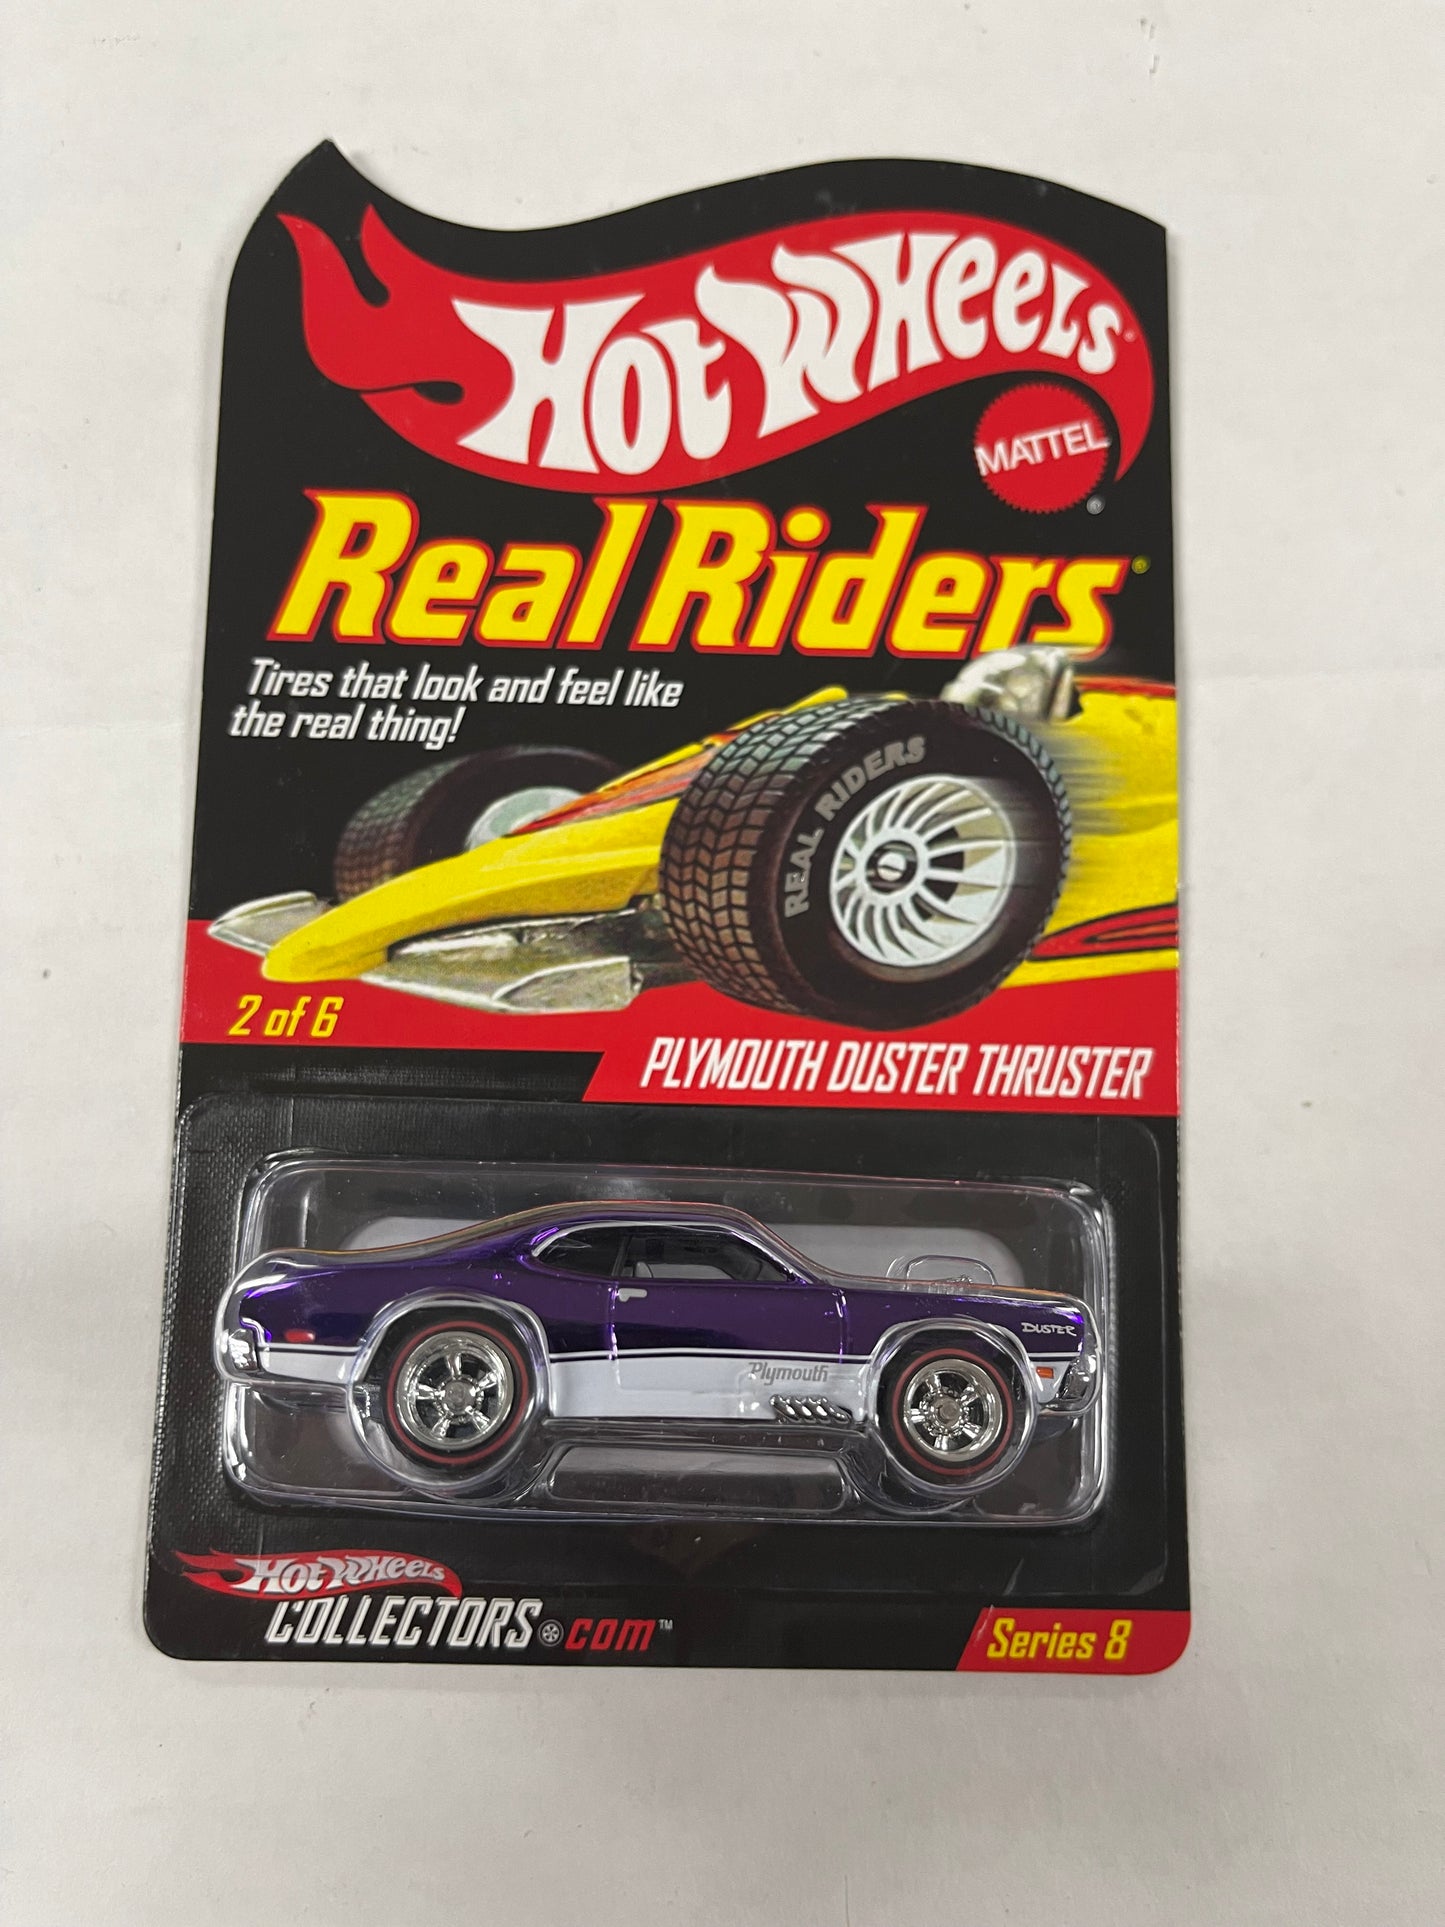 Hot Wheels®
MATTEL
®
Real Riders®
Tires that look and feel like
the real thing!
REAL RIDERS
2 of 6
PLYMOUTH DUSTER THRUSTER
DUSTER
Plymouth
Hot Wheels
COLLECTORS.com™
Series 8